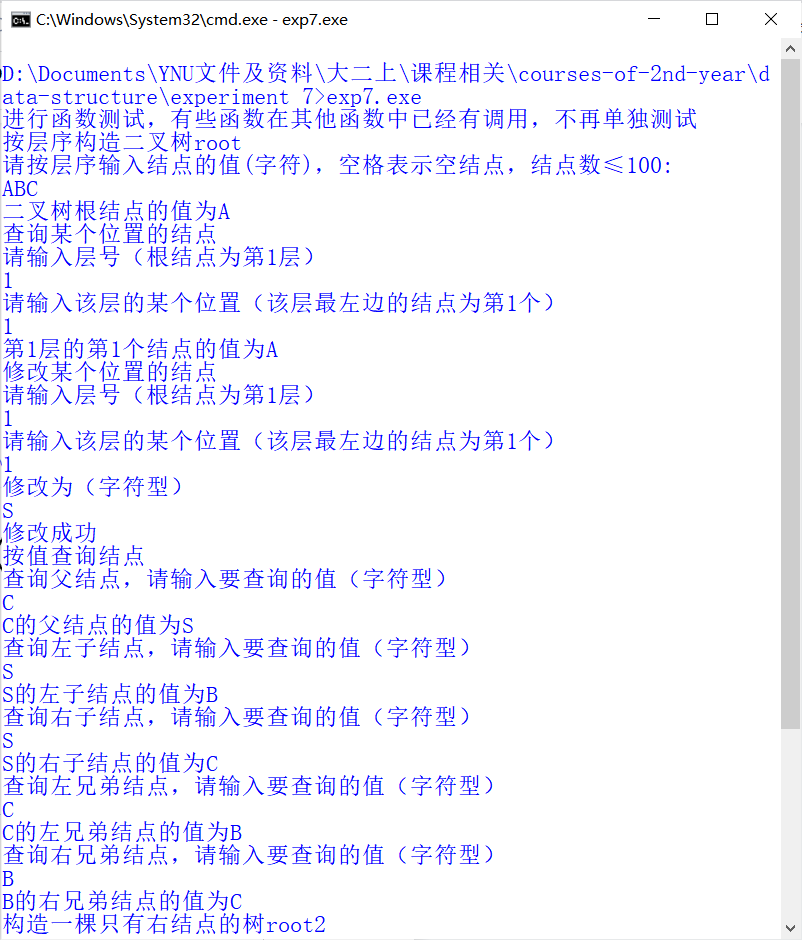 C:\Windows\System32\cmd.exe - exp7.exe
D:\Documents\YNU文件及资料\大二上\课程相关\courses-of-2nd-year\d
ata-structure\experiment 7>exp7.exe
进行函数测试，有些函数在其他函数中已经有调用，不再单独测试
按层序构造二叉树root
请按层序输入结点的值(字符)，空格表示空结点，结点数≤100:
ABC
二叉树根结点的值为A
查询某个位置的结点
请输入层号（根结点为第1层）
1
请输入该层的某个位置（该层最左边的结点为第1个）
1
第1层的第1个结点的值为A
修改某个位置的结点
请输入层号（根结点为第1层）
1
请输入该层的某个位置（该层最左边的结点为第1个）
1
修改为（字符型）
S
修改成功
按值查询结点
查询父结点，请输入要查询的值（字符型）
C
C的父结点的值为S
查询左子结点，请输入要查询的值（字符型）
S
S的左子结点的值为B
查询右子结点，请输入要查询的值（字符型）
S
S的右子结点的值为C
查询左兄弟结点，请输入要查询的值（字符型）
C
C的左兄弟结点的值为B
查询右兄弟结点，请输入要查询的值（字符型）
B
B的右兄弟结点的值为C
构造一棵只有右结点的树root2